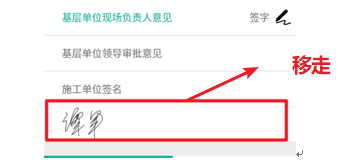 基层单位现场负责人意见 签字
基层单位领导审批意见
移走
施工单位签名